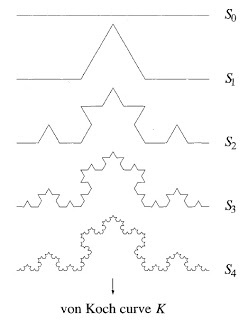 S₀
S₁
S₂
S₃
S₄
von Koch curve K